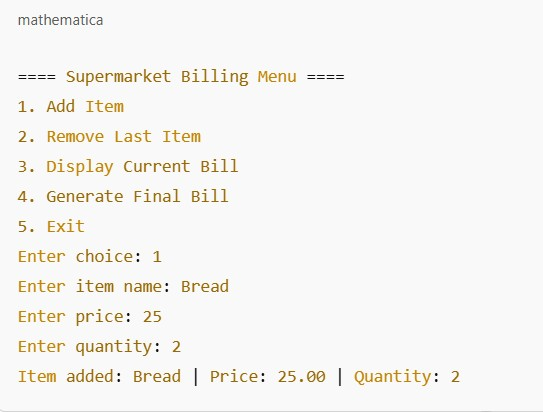 mathematica
==== Supermarket Billing Menu ====
1. Add Item
2. Remove Last Item
3. Display Current Bill
4. Generate Final Bill
5. Exit
Enter choice: 1
Enter item name: Bread
Enter price: 25
Enter quantity: 2
Item added: Bread | Price: 25.00 | Quantity: 2